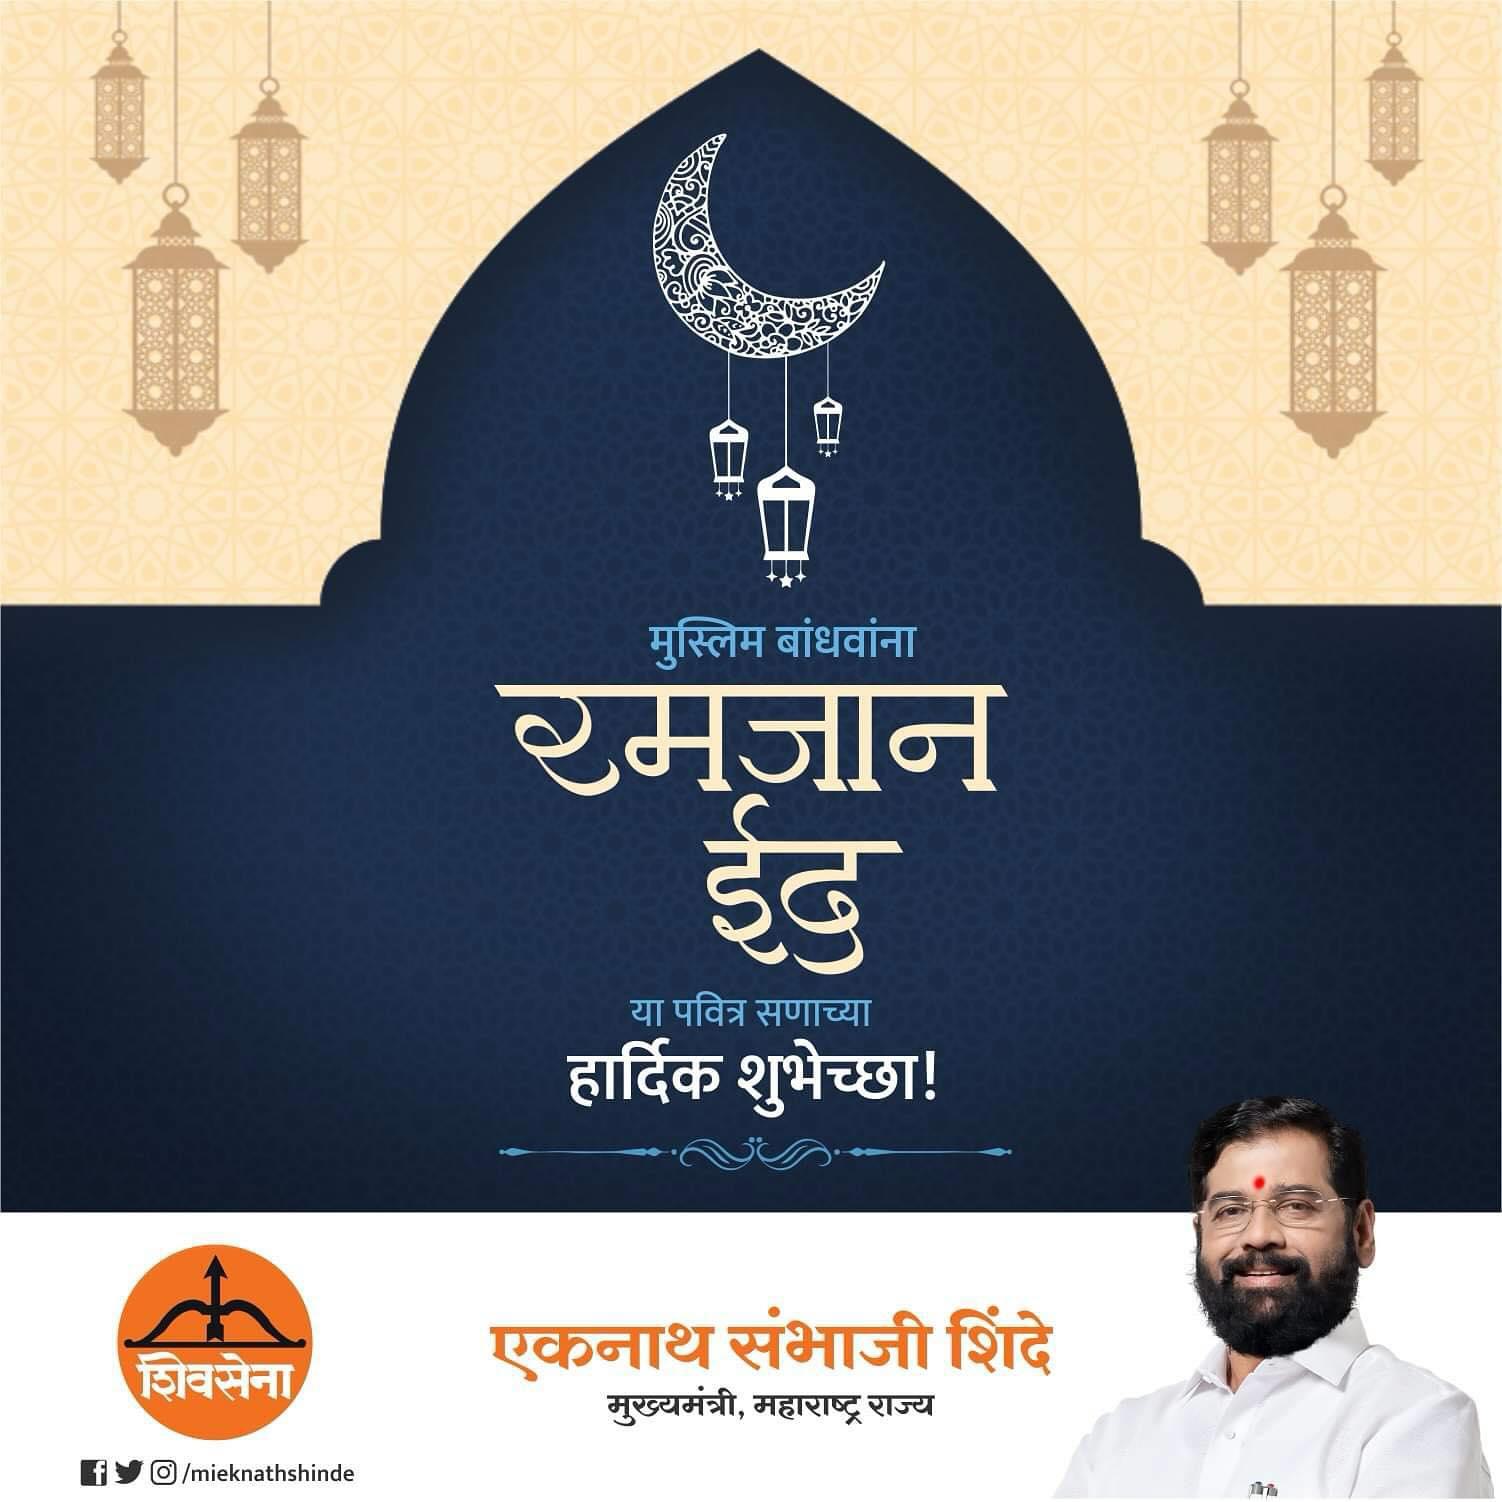 मुस्लिम बांधवांना
रमजान
ईद
या पवित्र सणाच्या
हार्दिक शुभेच्छा!
शिवसेना
एकनाथ संभाजी शिंदे
मुख्यमंत्री, महाराष्ट्र राज्य
/mieknathshinde